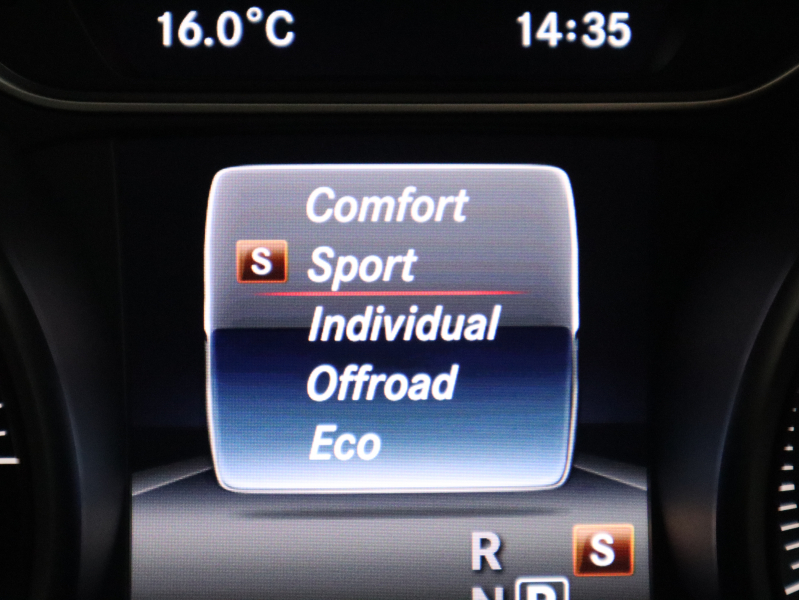 16.0°C 14:35
Comfort
S Sport
Individual
Offroad
Eco
R S
N P